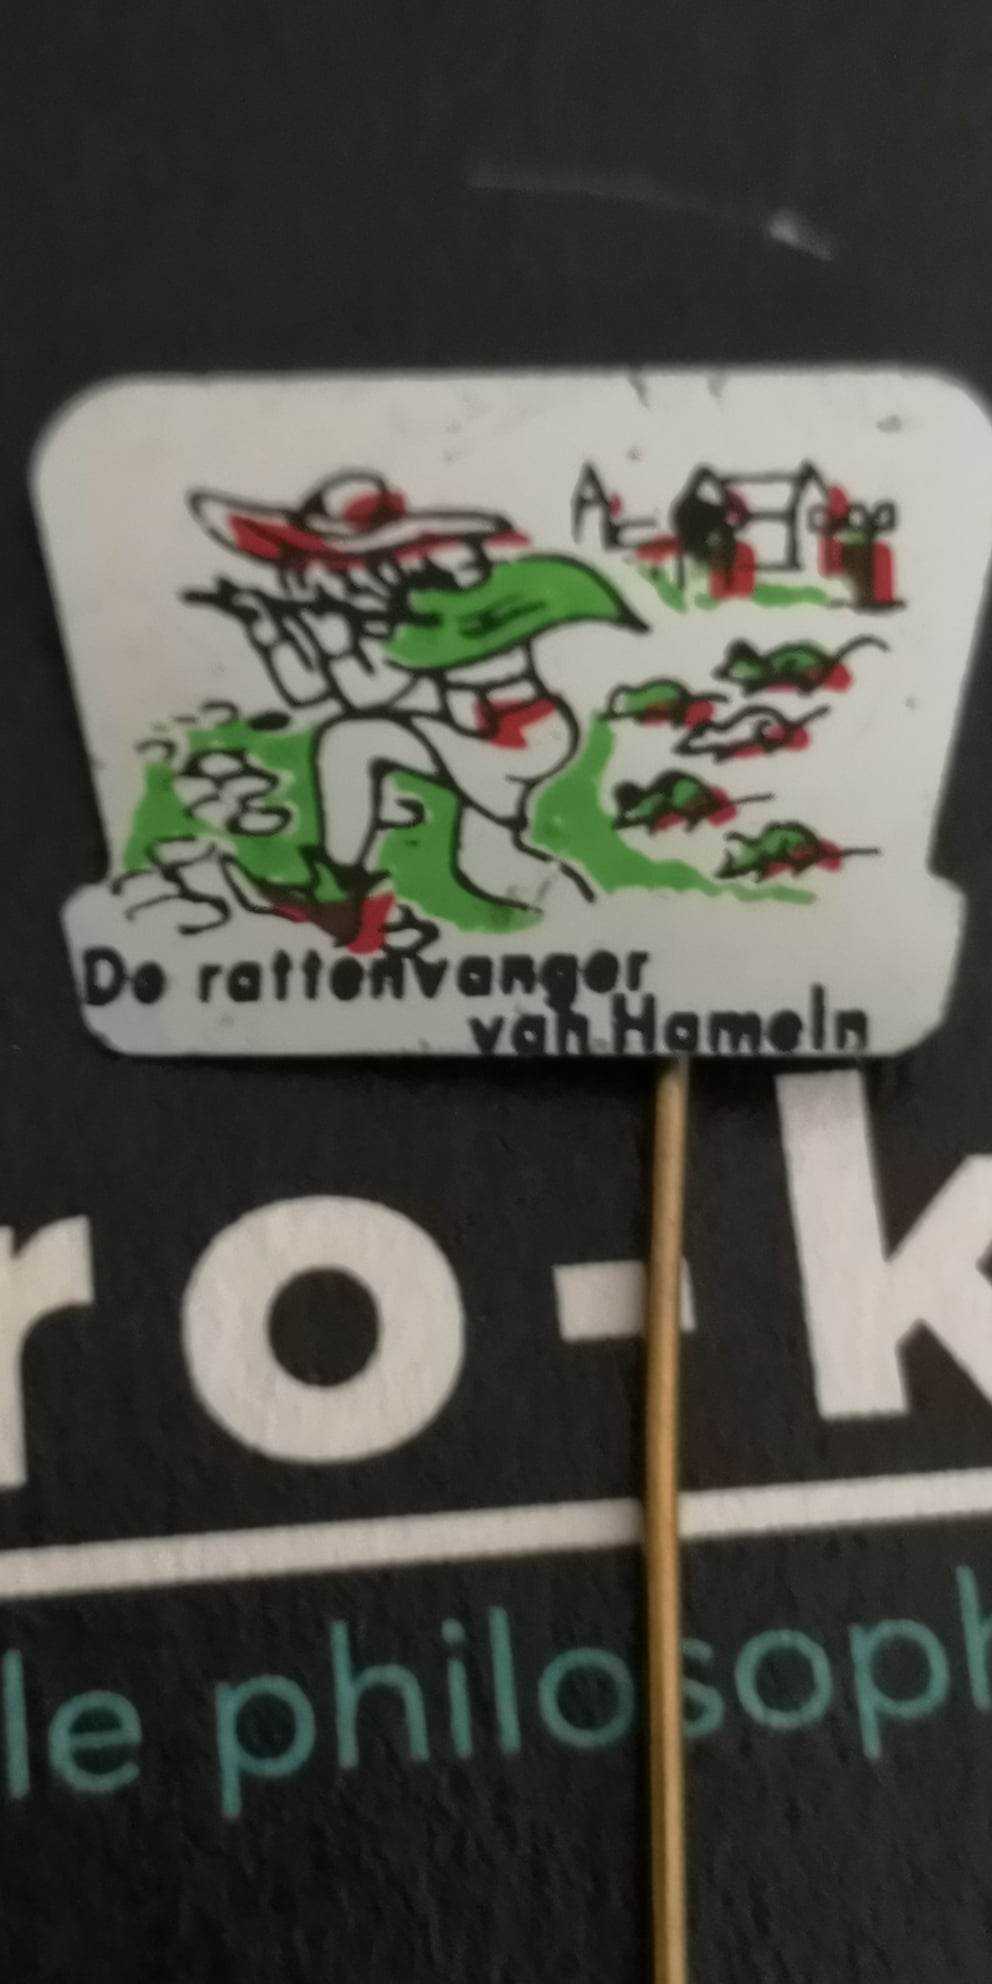 De rattenvanger
van Hameln
ro-k
le philosoph